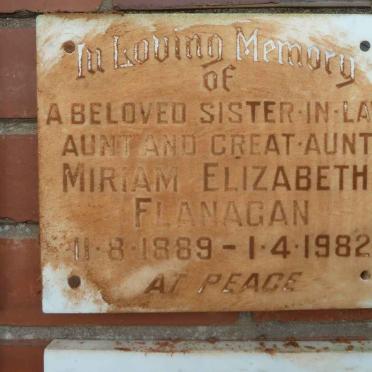 In Loving Memory
of
A BELOVED SISTER·IN·LA
AUNT AND GREAT·AUNT
MIRIAM ELIZABETH
FLANAGAN
11·8·1889 - 1·4·1982
AT PEACE